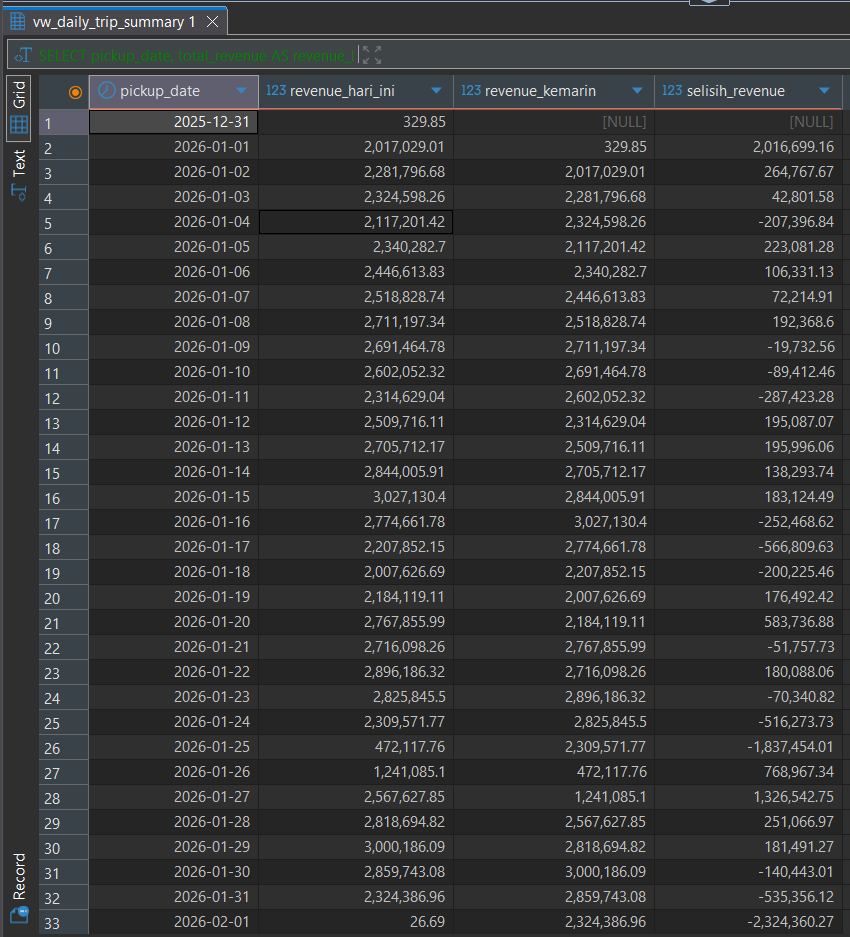 vw_daily_trip_summary 1
SELECT pickup_date, total_revenue AS revenue_
Grid
Text
Record
pickup_date 123 revenue_hari_ini 123 revenue_kemarin 123 selisih_revenue
1 2025-12-31 329.85 [NULL] [NULL]
2 2026-01-01 2,017,029.01 329.85 2,016,699.16
3 2026-01-02 2,281,796.68 2,017,029.01 264,767.67
4 2026-01-03 2,324,598.26 2,281,796.68 42,801.58
5 2026-01-04 2,117,201.42 2,324,598.26 -207,396.84
6 2026-01-05 2,340,282.7 2,117,201.42 223,081.28
7 2026-01-06 2,446,613.83 2,340,282.7 106,331.13
8 2026-01-07 2,518,828.74 2,446,613.83 72,214.91
9 2026-01-08 2,711,197.34 2,518,828.74 192,368.6
10 2026-01-09 2,691,464.78 2,711,197.34 -19,732.56
11 2026-01-10 2,602,052.32 2,691,464.78 -89,412.46
12 2026-01-11 2,314,629.04 2,602,052.32 -287,423.28
13 2026-01-12 2,509,716.11 2,314,629.04 195,087.07
14 2026-01-13 2,705,712.17 2,509,716.11 195,996.06
15 2026-01-14 2,844,005.91 2,705,712.17 138,293.74
16 2026-01-15 3,027,130.4 2,844,005.91 183,124.49
17 2026-01-16 2,774,661.78 3,027,130.4 -252,468.62
18 2026-01-17 2,207,852.15 2,774,661.78 -566,809.63
19 2026-01-18 2,007,626.69 2,207,852.15 -200,225.46
20 2026-01-19 2,184,119.11 2,007,626.69 176,492.42
21 2026-01-20 2,767,855.99 2,184,119.11 583,736.88
22 2026-01-21 2,716,098.26 2,767,855.99 -51,757.73
23 2026-01-22 2,896,186.32 2,716,098.26 180,088.06
24 2026-01-23 2,825,845.5 2,896,186.32 -70,340.82
25 2026-01-24 2,309,571.77 2,825,845.5 -516,273.73
26 2026-01-25 472,117.76 2,309,571.77 -1,837,454.01
27 2026-01-26 1,241,085.1 472,117.76 768,967.34
28 2026-01-27 2,567,627.85 1,241,085.1 1,326,542.75
29 2026-01-28 2,818,694.82 2,567,627.85 251,066.97
30 2026-01-29 3,000,186.09 2,818,694.82 181,491.27
31 2026-01-30 2,859,743.08 3,000,186.09 -140,443.01
32 2026-01-31 2,324,386.96 2,859,743.08 -535,356.12
33 2026-02-01 26.69 2,324,386.96 -2,324,360.27